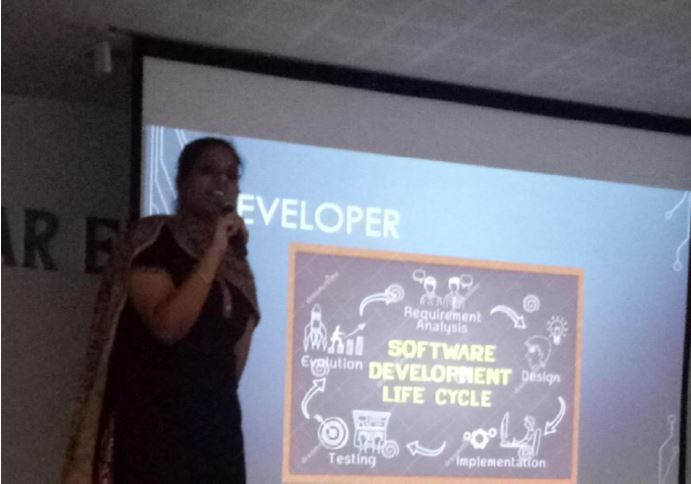 AR E
EVELOPER
Requirement
Analysis
SOFTWARE
DEVELOPMENT
LIFE CYCLE
Evolution
Design
Testing
Implementation